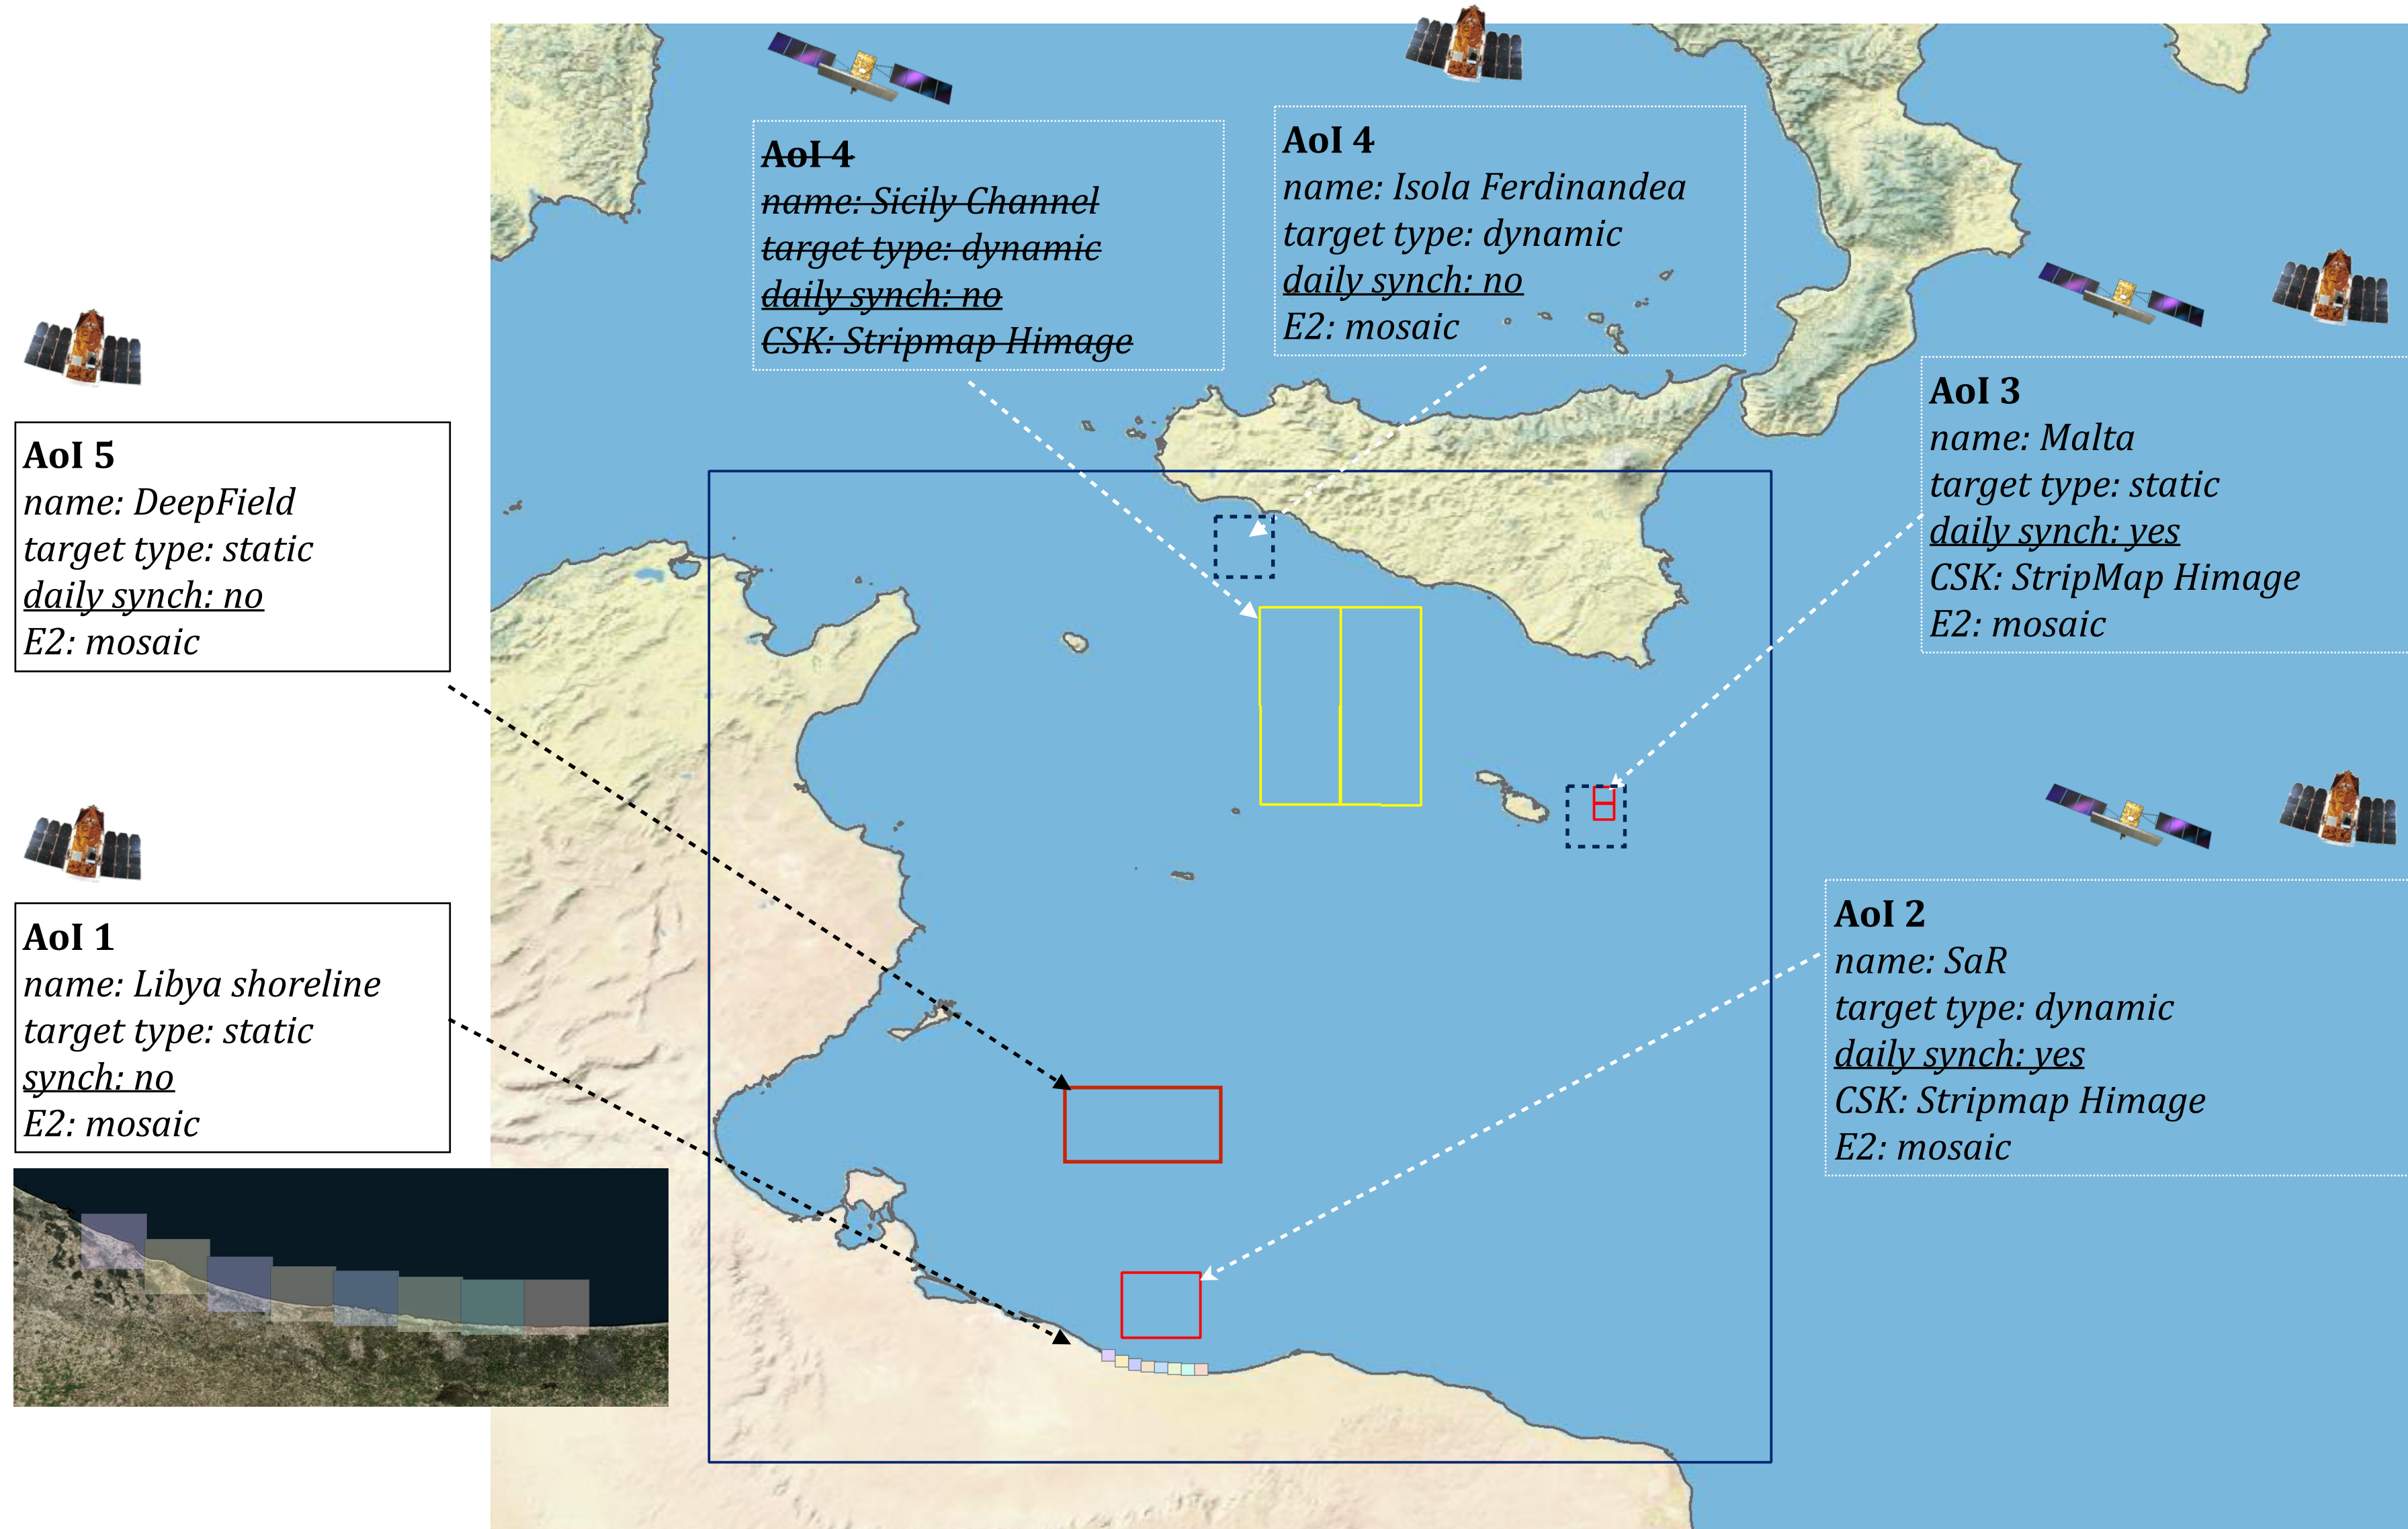 AoI 4
name: Sicily Channel
target type: dynamic
daily synch: no
CSK: Stripmap Himage
AoI 4
name: Isola Ferdinandea
target type: dynamic
daily synch: no
E2: mosaic
AoI 3
name: Malta
target type: static
daily synch: yes
CSK: StripMap Himage
E2: mosaic
AoI 5
name: DeepField
target type: static
daily synch: no
E2: mosaic
AoI 1
name: Libya shoreline
target type: static
synch: no
E2: mosaic
AoI 2
name: SaR
target type: dynamic
daily synch: yes
CSK: Stripmap Himage
E2: mosaic